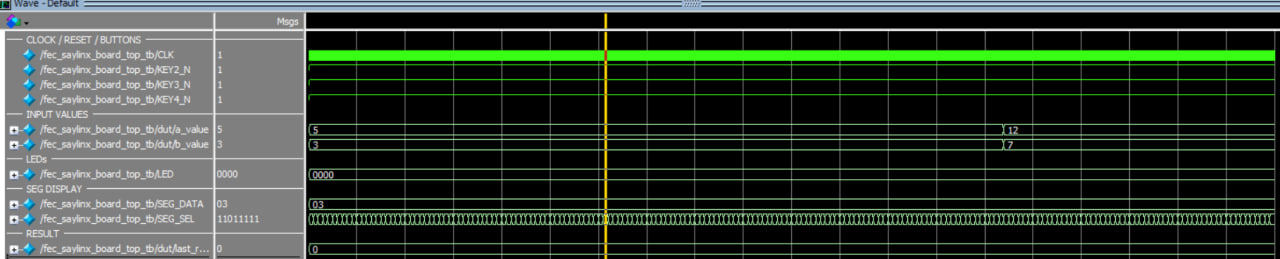 Wave - Default
Msgs
CLOCK / RESET / BUTTONS
/fec_saylinx_board_top_tb/CLK 1
/fec_saylinx_board_top_tb/KEY2_N 1
/fec_saylinx_board_top_tb/KEY3_N 1
/fec_saylinx_board_top_tb/KEY4_N 1
INPUT VALUES
/fec_saylinx_board_top_tb/dut/a_value 5 5 12
/fec_saylinx_board_top_tb/dut/b_value 3 3 7
LEDs
/fec_saylinx_board_top_tb/LED 0000 0000
SEG DISPLAY
/fec_saylinx_board_top_tb/SEG_DATA 03 03
/fec_saylinx_board_top_tb/SEG_SEL 11011111
RESULT
/fec_saylinx_board_top_tb/dut/last_r... 0 0